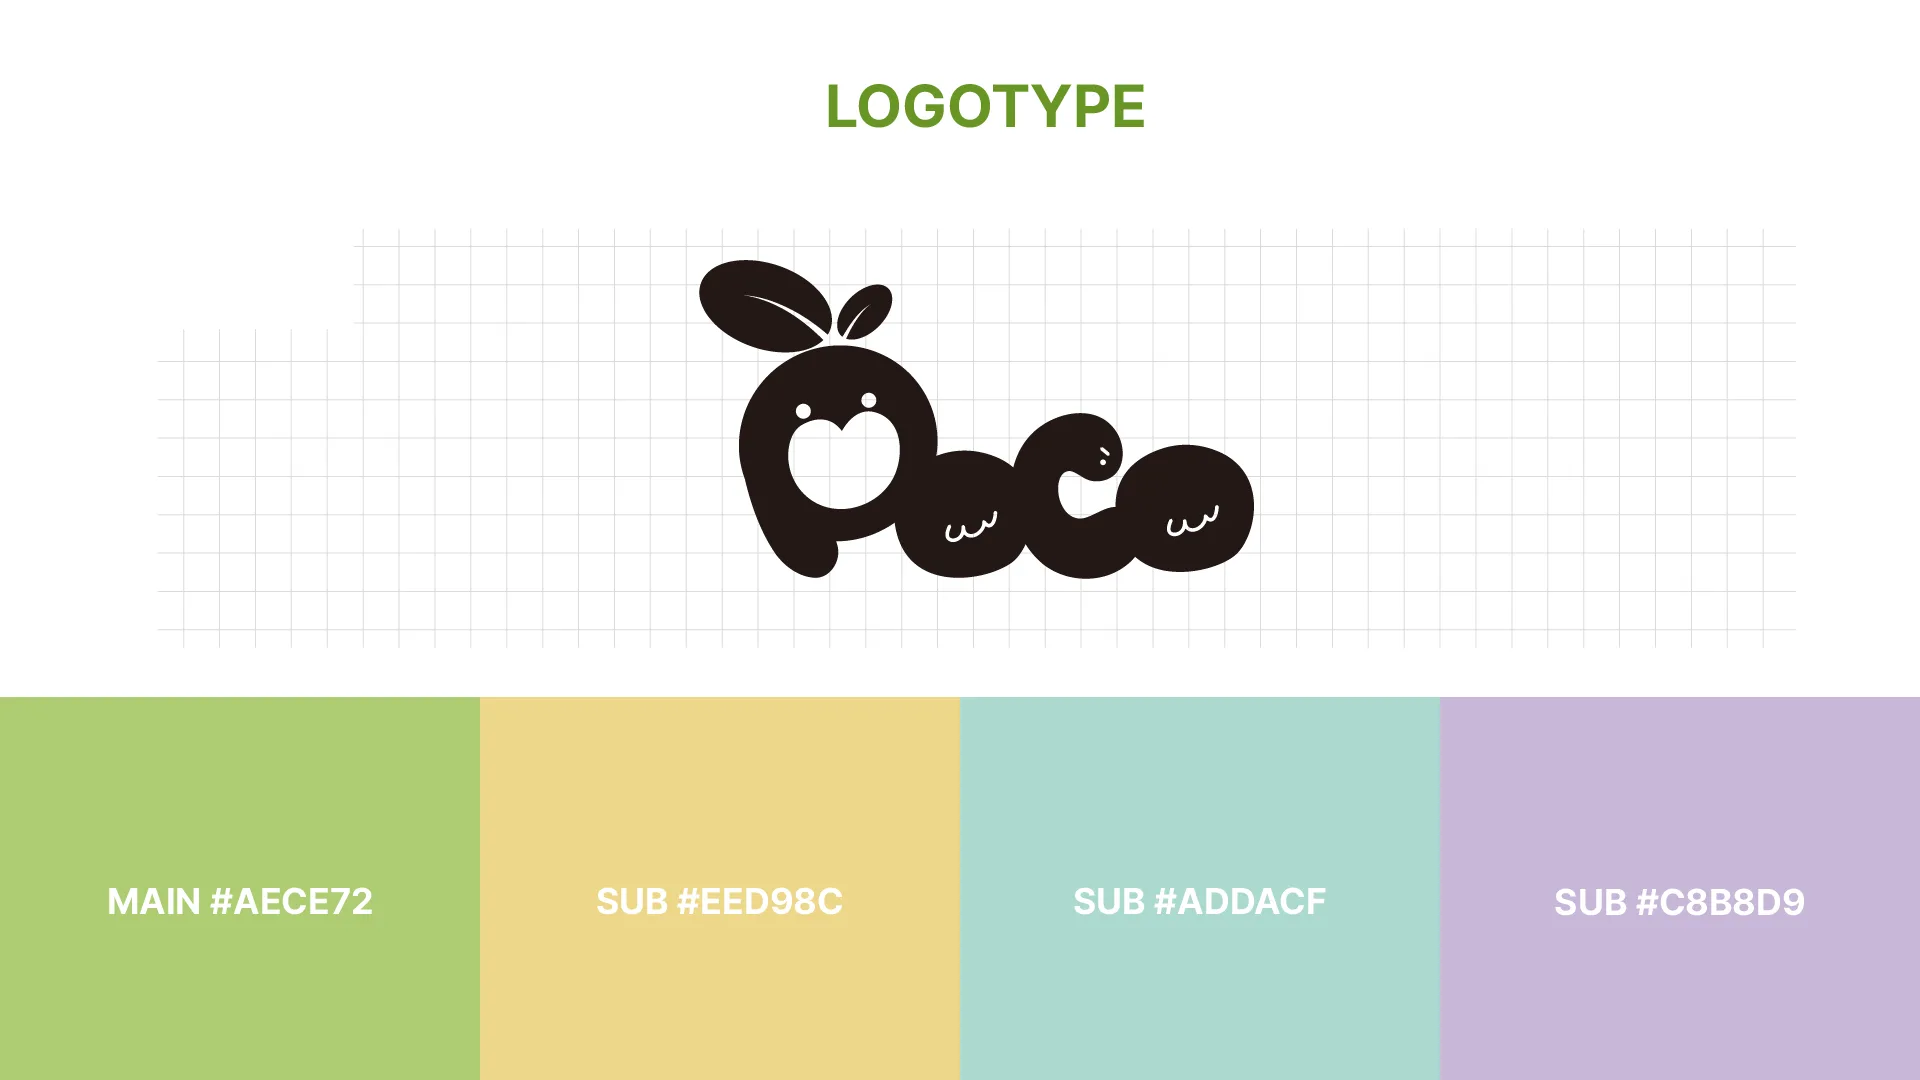 LOGOTYPE
Poco
MAIN #AECE72
SUB #EED98C
SUB #ADDACF
SUB #C8B8D9